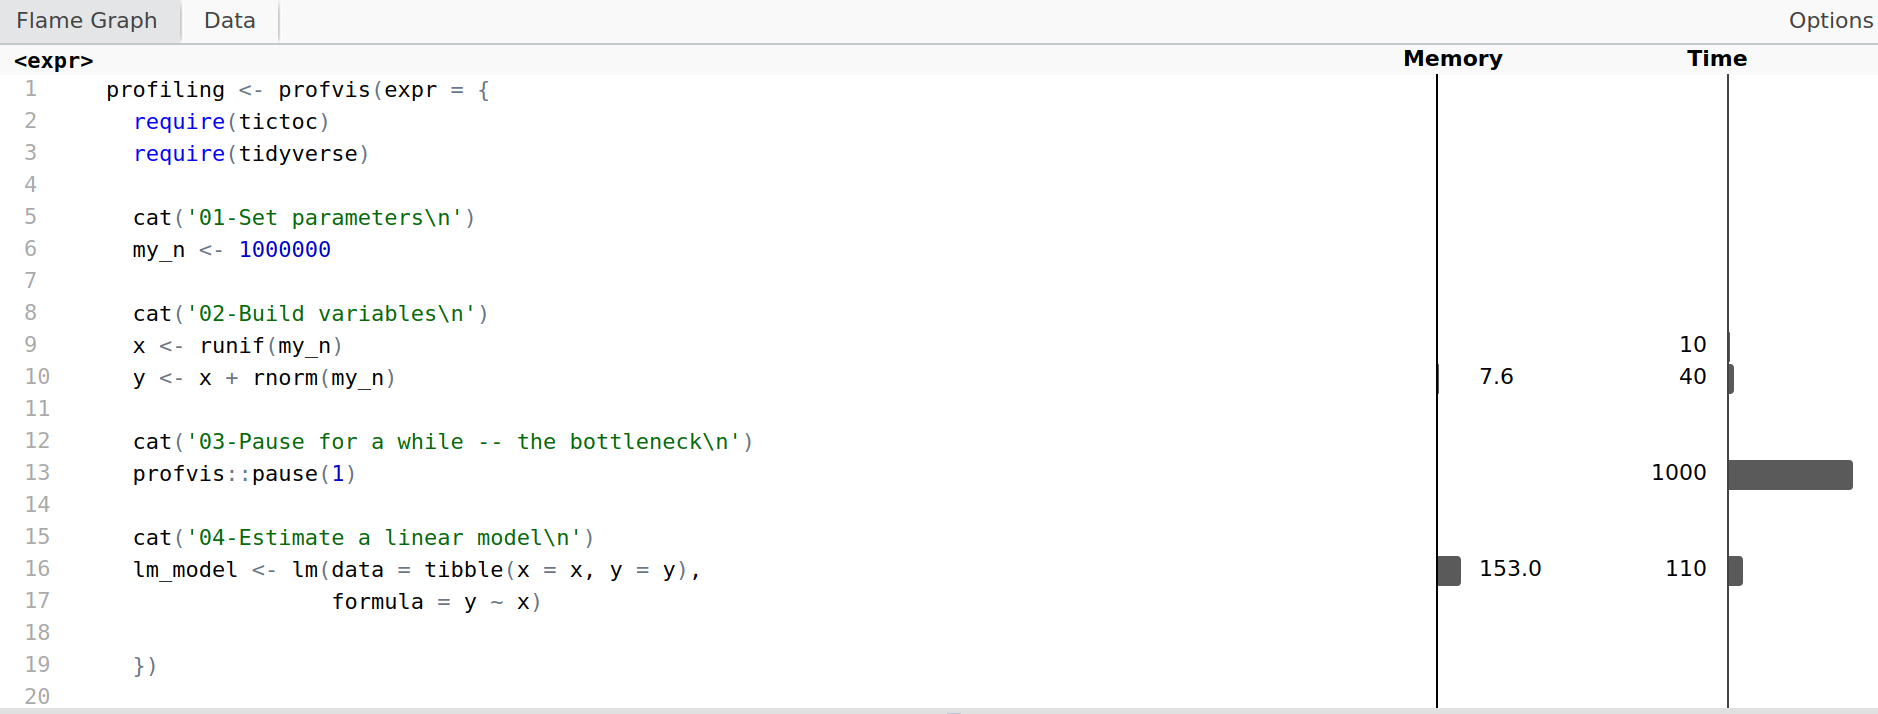 Flame Graph Data Options
<expr> Memory Time
1 profiling <- profvis(expr = {
2 require(tictoc)
3 require(tidyverse)
4
5 cat('01-Set parameters\n')
6 my_n <- 1000000
7
8 cat('02-Build variables\n')
9 x <- runif(my_n) 10
10 y <- x + rnorm(my_n) 7.6 40
11
12 cat('03-Pause for a while -- the bottleneck\n')
13 profvis::pause(1) 1000
14
15 cat('04-Estimate a linear model\n')
16 lm_model <- lm(data = tibble(x = x, y = y), 153.0 110
17 formula = y ~ x)
18
19 })
20